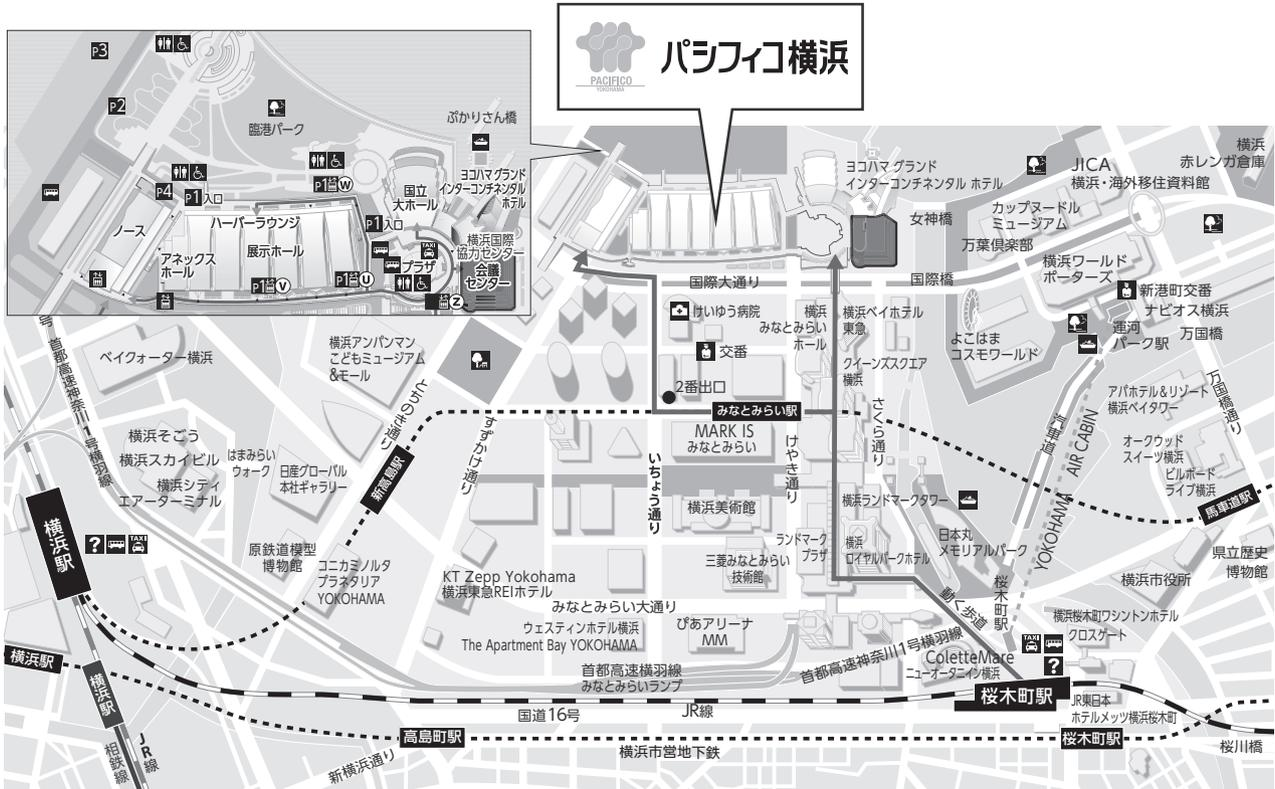 PACIFICO
YOKOHAMA
パシフィコ横浜
P3
P2
臨港パーク
ぷかりさん橋
ヨコハマ グランド
インターコンチネンタル
ホテル
国立
大ホール
P4
P1入口
P1 W
P1入口
ハーバーラウンジ
展示ホール
ノース
アネックス
ホール
P1 V
P1 U
TAXI
プラザ
横浜国際
協力センター
会議
センター
Z
ヨコハマ グランド
インターコンチネンタル ホテル
女神橋
JICA
横浜・海外移住資料館
横浜
赤レンガ倉庫
カップヌードル
ミュージアム
万葉倶楽部
横浜ワールド
ポーターズ
国際大通り
国際橋
新港町交番
ナビオス横浜
万国橋
運河
パーク駅
よこはま
コスモワールド
けいゆう病院
交番
2番出口
横浜
みなとみらい
ホール
横浜ベイホテル
東急
クイーンズスクエア
横浜
みなとみらい駅
MARK IS
みなとみらい
けやき通り
さくら通り
いちょう通り
すずかけ通り
とちのき通り
首都高速神奈川1号横羽線
ベイクォーター横浜
横浜アンパンマン
こどもミュージアム
&モール
横浜そごう
横浜スカイビル
横浜シティ
エアーターミナル
はまみらい
ウォーク
日産グローバル
本社ギャラリー
新高島駅
横浜駅
?
TAXI
原鉄道模型
博物館
コニカミノルタ
プラネタリア
YOKOHAMA
KT Zepp Yokohama
横浜東急REIホテル
横浜美術館
三菱みなとみらい
技術館
ランドマーク
プラザ
横浜ランドマークタワー
横浜
ロイヤルパークホテル
日本丸
メモリアルパーク
汽車道
YOKOHAMA AIR CABIN
アパホテル&リゾート
横浜ベイタワー
オークウッド
スイーツ横浜
ビルボード
ライブ横浜
万国橋通り
馬車道駅
県立歴史
博物館
横浜市役所
桜木町駅
動く歩道
横浜桜木町ワシントンホテル
クロスゲート
TAXI
?
みなとみらい大通り
ウェスティンホテル横浜
The Apartment Bay YOKOHAMA
ぴあアリーナ
MM
首都高速横羽線
みなとみらいランプ
首都高速神奈川1号横羽線
ColetteMare
ニューオータニイン横浜
桜木町駅
JR東日本
ホテルメッツ横浜桜木町
横浜駅
横浜駅
国道16号
JR線
高島町駅
横浜市営地下鉄
桜木町駅
桜川橋
新横浜通り
相鉄線
JR線